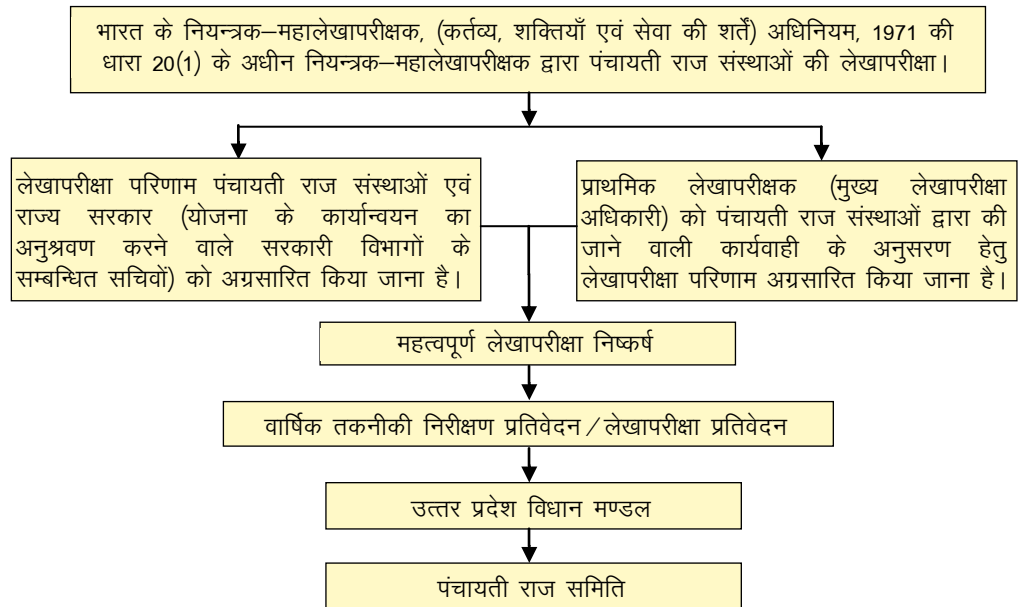 भारत के नियन्त्रक–महालेखापरीक्षक, (कर्तव्य, शक्तियाँ एवं सेवा की शर्तें) अधिनियम, 1971 की
धारा 20(1) के अधीन नियन्त्रक–महालेखापरीक्षक द्वारा पंचायती राज संस्थाओं की लेखापरीक्षा।
लेखापरीक्षा परिणाम पंचायती राज संस्थाओं एवं
राज्य सरकार (योजना के कार्यान्वयन का
अनुश्रवण करने वाले सरकारी विभागों के
सम्बन्धित सचिवों) को अग्रसारित किया जाना है।
प्राथमिक लेखापरीक्षक (मुख्य लेखापरीक्षा
अधिकारी) को पंचायती राज संस्थाओं द्वारा की
जाने वाली कार्यवाही के अनुसरण हेतु
लेखापरीक्षा परिणाम अग्रसारित किया जाना है।
महत्वपूर्ण लेखापरीक्षा निष्कर्ष
वार्षिक तकनीकी निरीक्षण प्रतिवेदन/लेखापरीक्षा प्रतिवेदन
उत्तर प्रदेश विधान मण्डल
पंचायती राज समिति